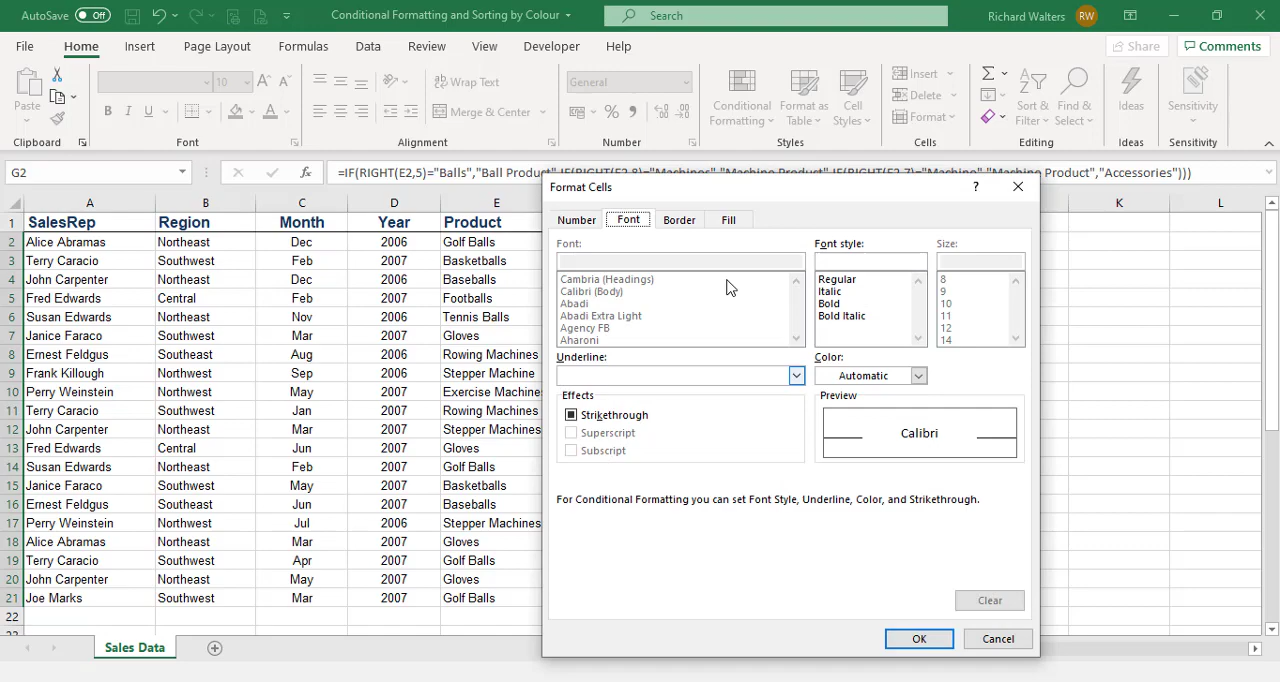 AutoSave Off Conditional Formatting and Sorting by Colour Search Richard Walters RW
File Home Insert Page Layout Formulas Data Review View Developer Help Share Comments
Paste 10 Wrap Text General Conditional Formatting Format as Table Cell Styles Insert Delete Format Sort & Filter Find & Select Ideas Sensitivity
B I U A Merge & Center % 
Clipboard Font Alignment Number Styles Cells Editing Ideas Sensitivity
G2 fx =IF(RIGHT(E2,5)="Balls","Ball Product",IF(RIGHT(E2,8)="Machines","Machine Product",IF(RIGHT(E2,7)="Machine","Machine Product","Accessories")))
A B C D E K L
1 SalesRep Region Month Year Product
2 Alice Abramas Northeast Dec 2006 Golf Balls
3 Terry Caracio Southwest Feb 2007 Basketballs
4 John Carpenter Northeast Dec 2006 Baseballs
5 Fred Edwards Central Feb 2007 Footballs
6 Susan Edwards Northeast Nov 2006 Tennis Balls
7 Janice Faraco Southwest Jun 2007 Gloves
8 Ernest Feldgus Southeast Aug 2006 Rowing Machines
9 Frank Killough Northwest Sep 2006 Stepper Machine
10 Perry Weinstein Northwest May 2007 Exercise Machines
11 Terry Caracio Southwest Jan 2007 Rowing Machines
12 John Carpenter Northeast Mar 2007 Stepper Machines
13 Fred Edwards Central Jun 2007 Gloves
14 Susan Edwards Northeast Feb 2007 Golf Balls
15 Janice Faraco Southwest May 2007 Basketballs
16 Ernest Feldgus Southeast Jun 2007 Baseballs
17 Perry Weinstein Northwest Jul 2006 Stepper Machines
18 Alice Abramas Northeast Mar 2007 Gloves
19 Terry Caracio Southwest Apr 2007 Golf Balls
20 John Carpenter Northeast May 2007 Gloves
21 Joe Marks Southwest Mar 2007 Golf Balls
22
Sales Data
Format Cells ?
Number Font Border Fill
Font: Font style: Size:
Cambria (Headings) Regular 8
Calibri (Body) Italic 9
Abadi Bold 10
Abadi Extra Light Bold Italic 11
Agency FB 12
Aharoni 14
Underline: Color:
Automatic
Effects Preview
Strikethrough
Superscript Calibri
Subscript
For Conditional Formatting you can set Font Style, Underline, Color, and Strikethrough.
Clear
OK Cancel